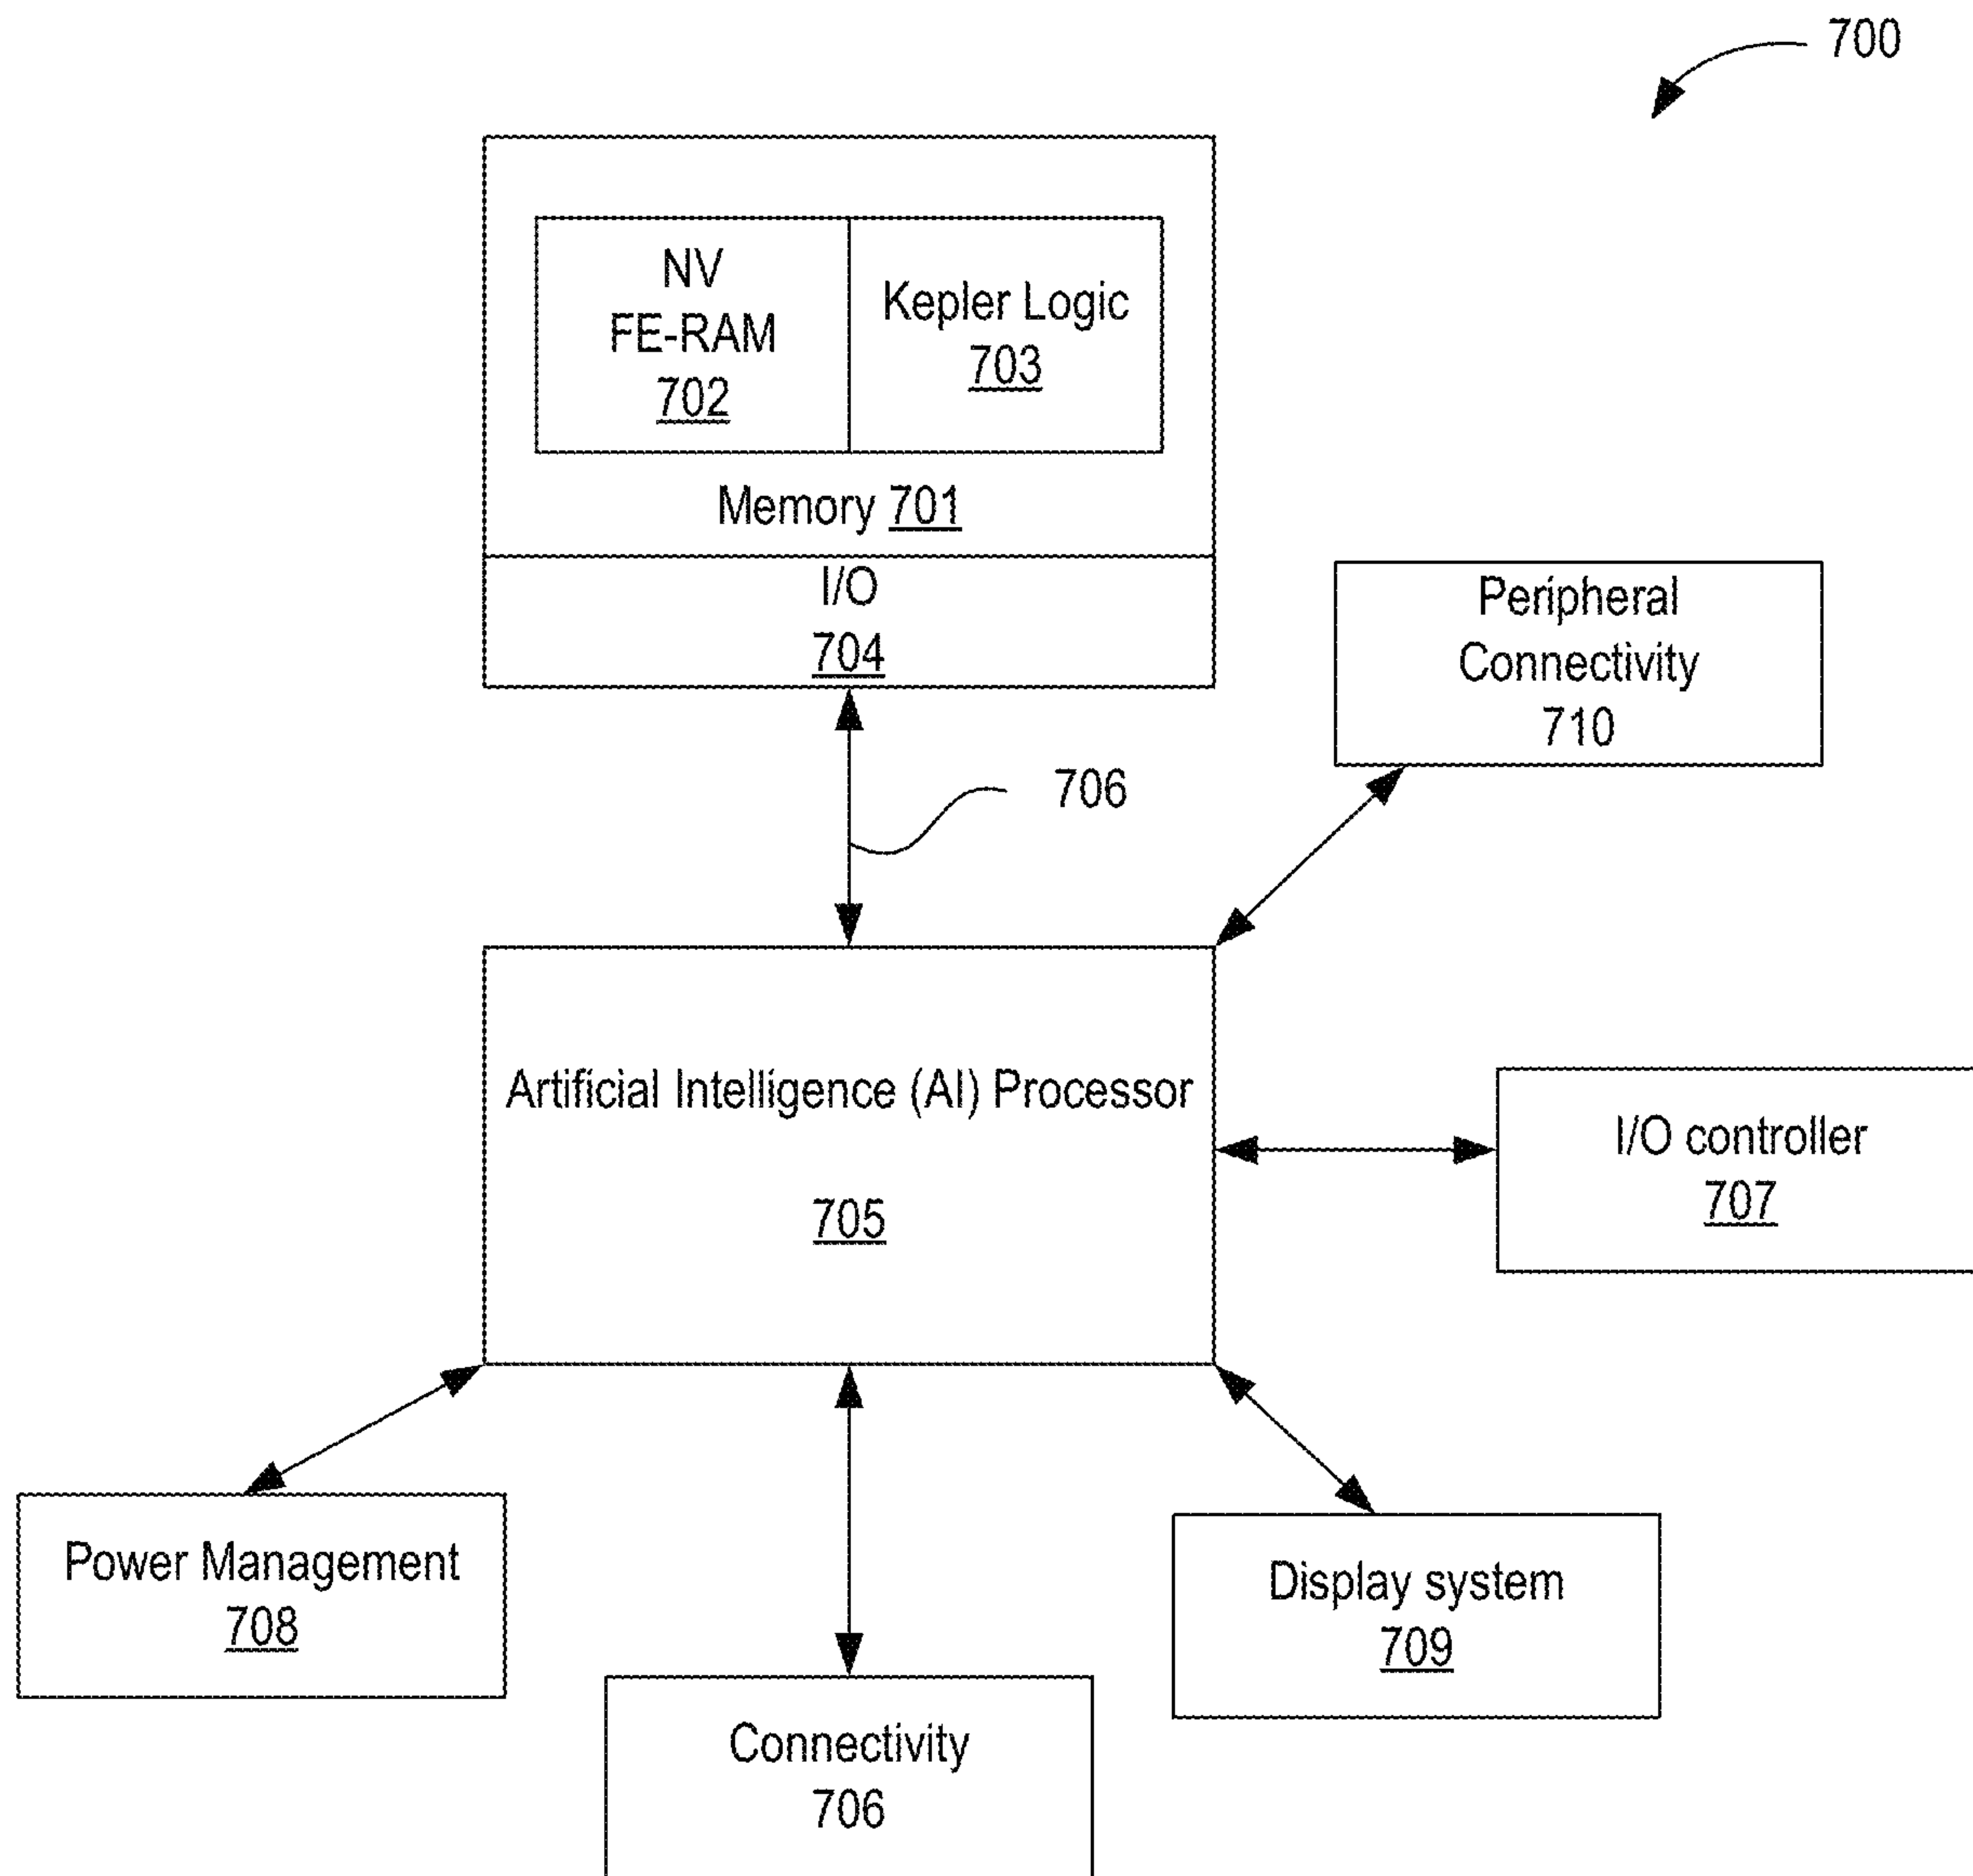 700
NV
FE-RAM
702
Kepler Logic
703
Memory 701
I/O
704
Peripheral
Connectivity
710
706
Artificial Intelligence (AI) Processor
705
I/O controller
707
Power Management
708
Display system
709
Connectivity
706